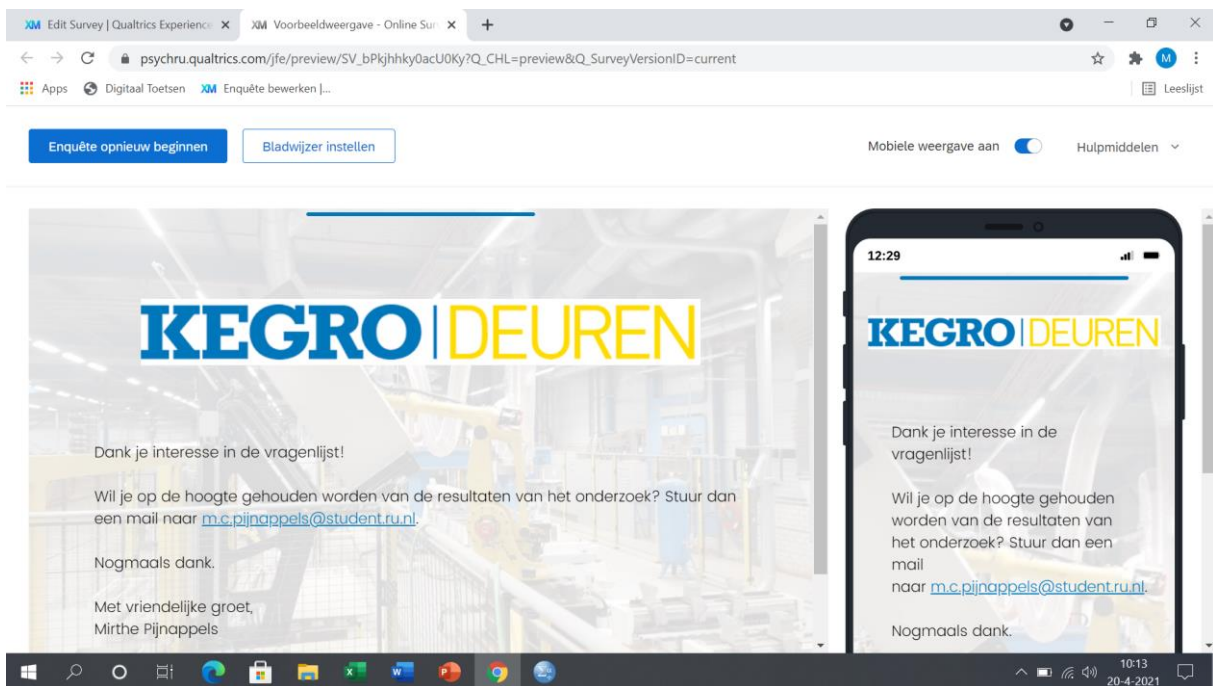 XM Edit Survey | Qualtrics Experience
XM Voorbeeldweergave - Online Sur
psychru.qualtrics.com/jfe/preview/SV_bPkjhhky0acU0Ky?Q_CHL=preview&Q_SurveyVersionID=current
M
Apps
Digitaal Toetsen
XM Enquête bewerken |...
Leeslijst
Enquête opnieuw beginnen
Bladwijzer instellen
Mobiele weergave aan
Hulpmiddelen
KEGRO|DEUREN
Dank je interesse in de vragenlijst!
Wil je op de hoogte gehouden worden van de resultaten van het onderzoek? Stuur dan
een mail naar m.c.pijnappels@student.ru.nl.
Nogmaals dank.
Met vriendelijke groet,
Mirthe Pijnappels
12:29
KEGRO|DEUREN
Dank je interesse in de
vragenlijst!
Wil je op de hoogte gehouden
worden van de resultaten van
het onderzoek? Stuur dan een
mail
naar m.c.pijnappels@student.ru.nl.
Nogmaals dank.
10:13
20-4-2021